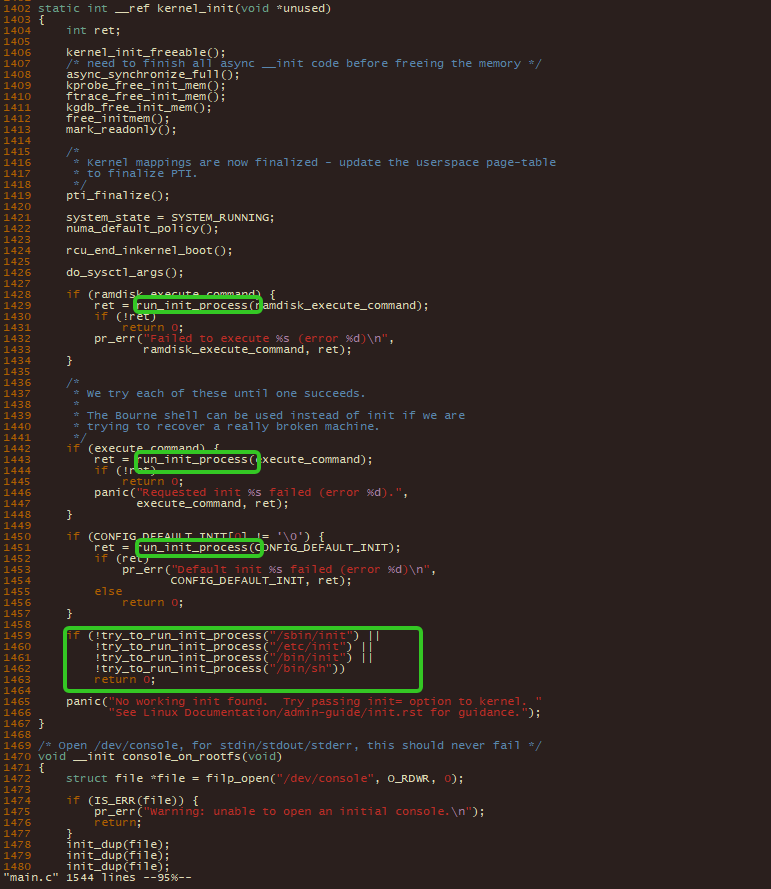 1402 static int __ref kernel_init(void *unused)
1403 {
1404     int ret;
1405
1406     kernel_init_freeable();
1407     /* need to finish all async __init code before freeing the memory */
1408     async_synchronize_full();
1409     kprobe_free_init_mem();
1410     ftrace_free_init_mem();
1411     kgdb_free_init_mem();
1412     free_initmem();
1413     mark_readonly();
1414
1415     /*
1416      * Kernel mappings are now finalized - update the userspace page-table
1417      * to finalize PTI.
1418      */
1419     pti_finalize();
1420
1421     system_state = SYSTEM_RUNNING;
1422     numa_default_policy();
1423
1424     rcu_end_inkernel_boot();
1425
1426     do_sysctl_args();
1427
1428     if (ramdisk_execute_command) {
1429         ret = run_init_process(ramdisk_execute_command);
1430         if (!ret)
1431             return 0;
1432         pr_err("Failed to execute %s (error %d)\n",
1433                ramdisk_execute_command, ret);
1434     }
1435
1436     /*
1437      * We try each of these until one succeeds.
1438      *
1439      * The Bourne shell can be used instead of init if we are
1440      * trying to recover a really broken machine.
1441      */
1442     if (execute_command) {
1443         ret = run_init_process(execute_command);
1444         if (!ret)
1445             return 0;
1446         panic("Requested init %s failed (error %d).",
1447               execute_command, ret);
1448     }
1449
1450     if (CONFIG_DEFAULT_INIT[0] != '\0') {
1451         ret = run_init_process(CONFIG_DEFAULT_INIT);
1452         if (ret)
1453             pr_err("Default init %s failed (error %d)\n",
1454                    CONFIG_DEFAULT_INIT, ret);
1455         else
1456             return 0;
1457     }
1458
1459     if (!try_to_run_init_process("/sbin/init") ||
1460         !try_to_run_init_process("/etc/init") ||
1461         !try_to_run_init_process("/bin/init") ||
1462         !try_to_run_init_process("/bin/sh"))
1463         return 0;
1464
1465     panic("No working init found.  Try passing init= option to kernel. "
1466           "See Linux Documentation/admin-guide/init.rst for guidance.");
1467 }
1468
1469 /* Open /dev/console, for stdin/stdout/stderr, this should never fail */
1470 void __init console_on_rootfs(void)
1471 {
1472     struct file *file = filp_open("/dev/console", O_RDWR, 0);
1473
1474     if (IS_ERR(file)) {
1475         pr_err("Warning: unable to open an initial console.\n");
1476         return;
1477     }
1478     init_dup(file);
1479     init_dup(file);
1480     init_dup(file);
"main.c" 1544 lines --95%--